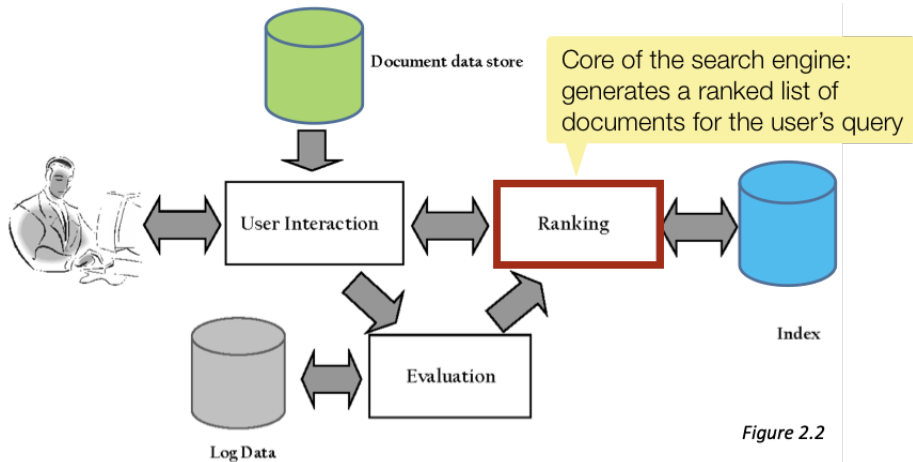 Document data store
Core of the search engine:
generates a ranked list of
documents for the user’s query
User Interaction
Ranking
Index
Evaluation
Log Data
Figure 2.2